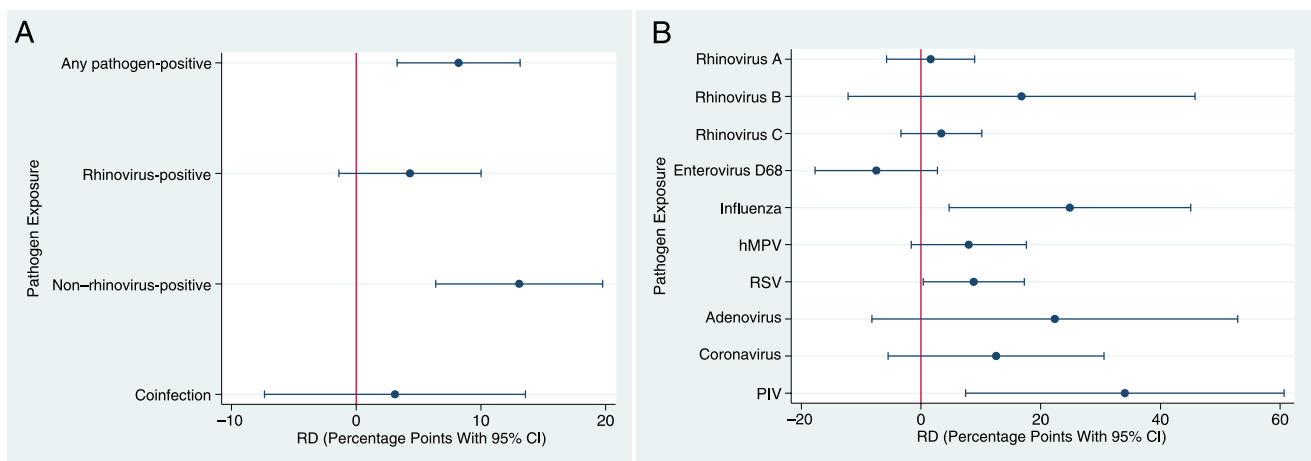 A
Pathogen Exposure
Any pathogen-positive
Rhinovirus-positive
Non–rhinovirus-positive
Coinfection
−10 0 10 20
RD (Percentage Points With 95% CI)
B
Pathogen Exposure
Rhinovirus A
Rhinovirus B
Rhinovirus C
Enterovirus D68
Influenza
hMPV
RSV
Adenovirus
Coronavirus
PIV
−20 0 20 40 60
RD (Percentage Points With 95% CI)